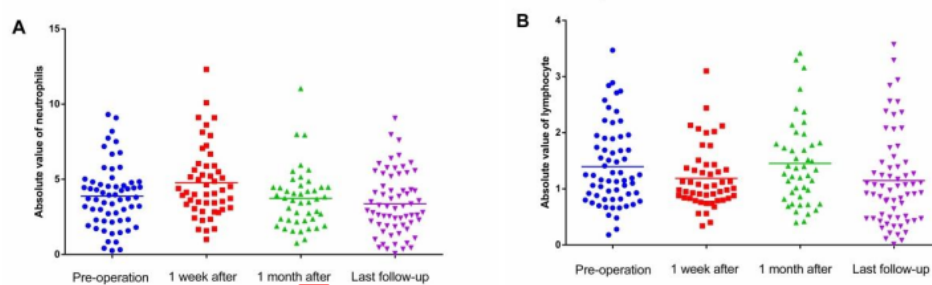 A
Absolute value of neutrophils
15
10
5
0
Pre-operation
1 week after
1 month after
Last follow-up
B
Absolute value of lymphocyte
4
3
2
1
0
Pre-operation
1 week after
1 month after
Last follow-up